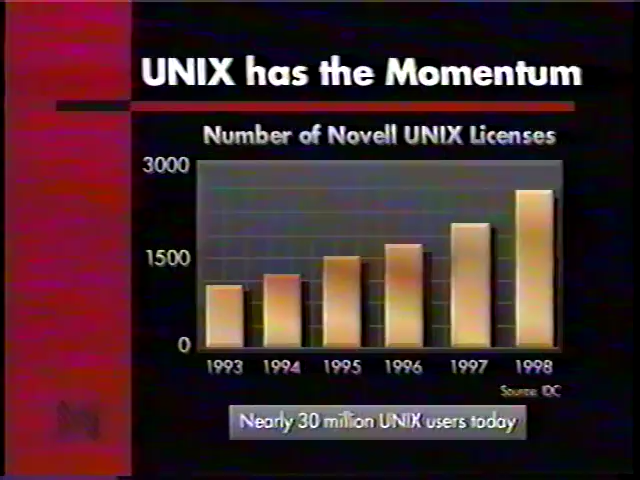 UNIX has the Momentum
Number of Novell UNIX Licenses
3000
1500
0
1993 1994 1995 1996 1997 1998
Source: IDC
Nearly 30 million UNIX users today